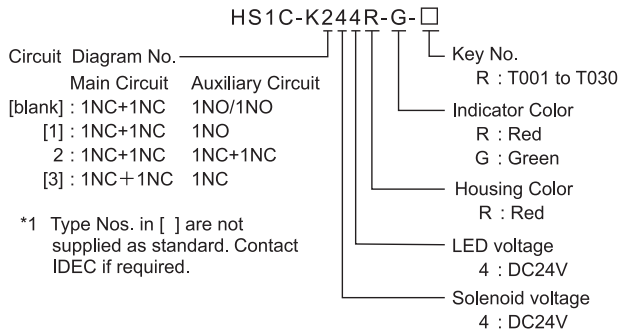 HS1C-K244R-G-□
Circuit Diagram No.
Main Circuit Auxiliary Circuit
[blank] : 1NC+1NC 1NO/1NO
[1] : 1NC+1NC 1NO
2 : 1NC+1NC 1NC+1NC
[3] : 1NC+1NC 1NC
*1 Type Nos. in [ ] are not
supplied as standard. Contact
IDEC if required.
Key No.
R : T001 to T030
Indicator Color
R : Red
G : Green
Housing Color
R : Red
LED voltage
4 : DC24V
Solenoid voltage
4 : DC24V